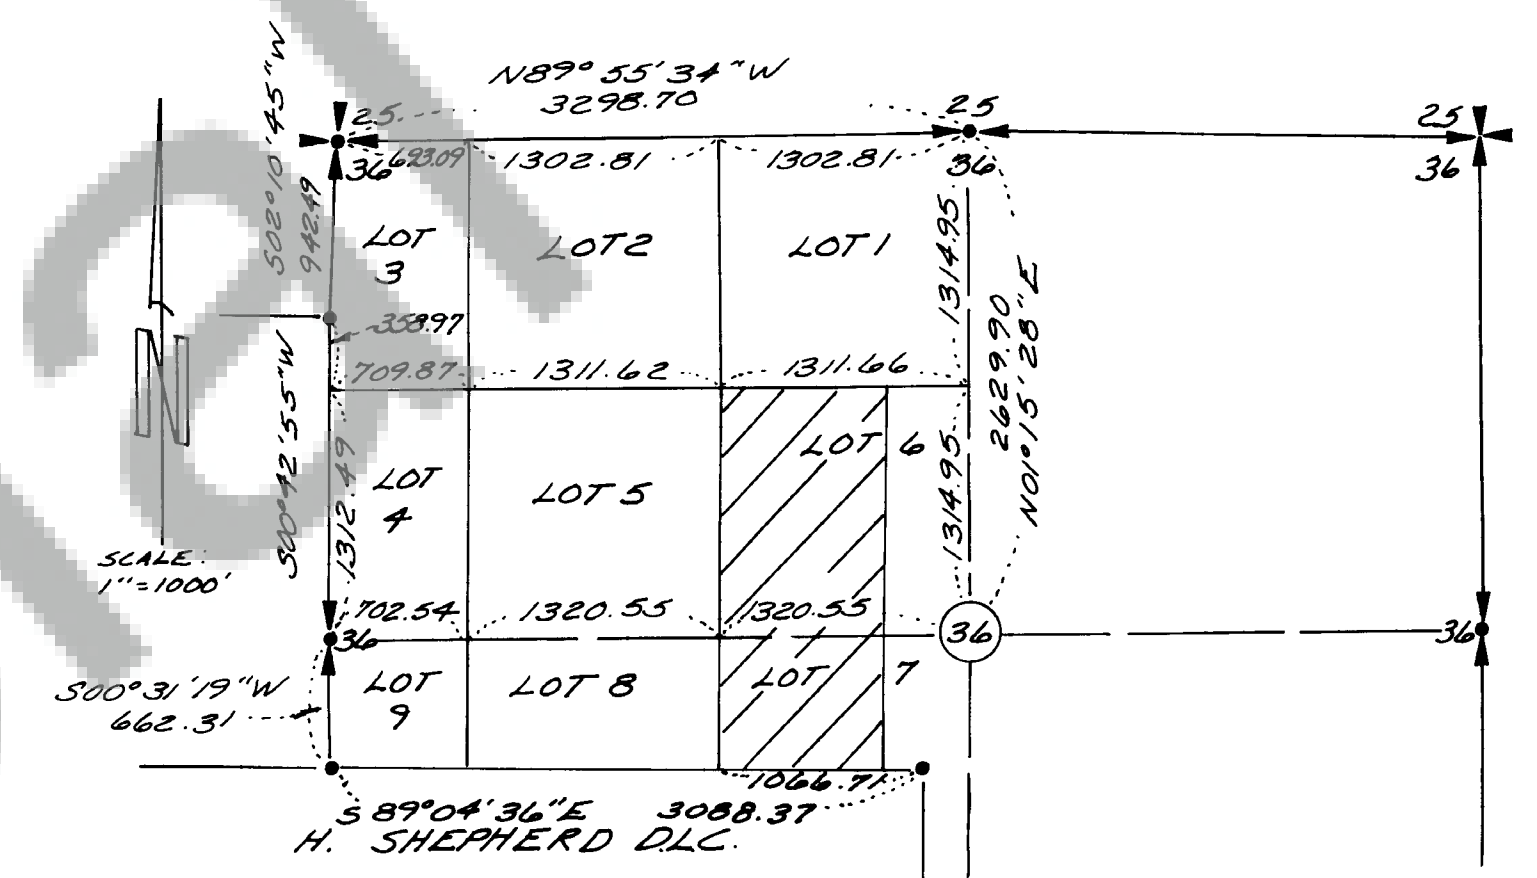 N89° 55' 34" W
3298.70
25
25
25
36
693.09
1302.81
1302.81
36
36
S02° 10' 45" W
942.49
LOT
3
LOT 2
LOT 1
1314.95
2629.90
N01° 15' 28" E
358.97
709.87
1311.62
1311.66
N
S00° 42' 55" W
1312.49
LOT
4
LOT 5
LOT 6
1314.95
SCALE:
1" = 1000'
702.54
1320.55
1320.55
36
36
36
S00° 31' 19" W
662.31
LOT
9
LOT 8
LOT 7
1066.71
S 89° 04' 36" E 3088.37
H. SHEPHERD D.L.C.